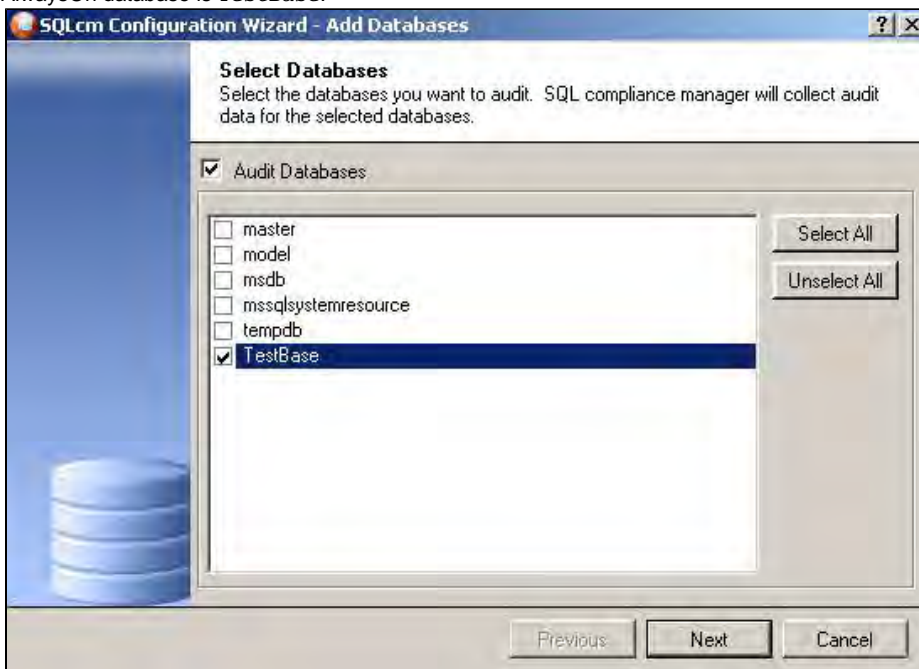 SQLcm Configuration Wizard - Add Databases
Select Databases
Select the databases you want to audit. SQL compliance manager will collect audit
data for the selected databases.
Audit Databases
master
model
msdb
mssqlsystemresource
tempdb
TestBase
Select All
Unselect All
Previous
Next
Cancel